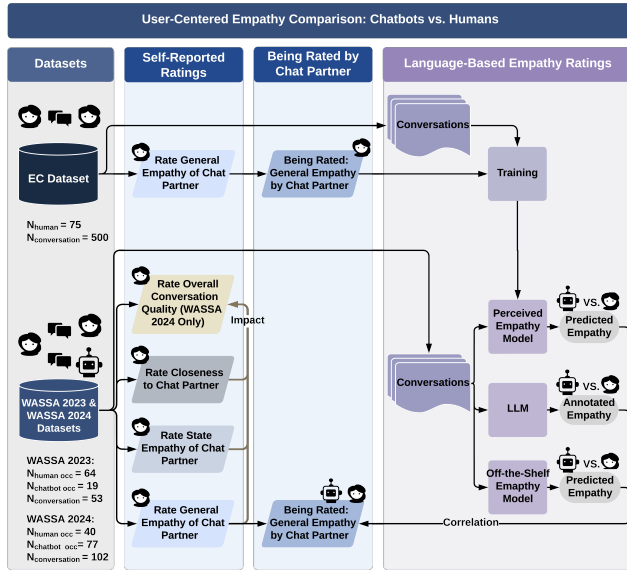 User-Centered Empathy Comparison: Chatbots vs. Humans
Datasets
Self-Reported
Ratings
Being Rated by
Chat Partner
Language-Based Empathy Ratings
Conversations
EC Dataset
Rate General
Empathy of Chat
Partner
Being Rated:
General Empathy
by Chat Partner
Training
Nhuman = 75
Nconversation = 500
Rate Overall
Conversation
Quality (WASSA
2024 Only)
Impact
Perceived
Empathy
Model
VS.
Predicted
Empathy
Rate Closeness
to Chat Partner
Conversations
WASSA 2023 &
WASSA 2024
Datasets
LLM
VS.
Annotated
Empathy
Rate State
Empathy of Chat
Partner
WASSA 2023:
Nhuman occ = 64
Nchatbot occ = 19
Nconversation = 53
Off-the-Shelf
Emapthy
Model
VS.
Predicted
Empathy
Rate General
Empathy of Chat
Partner
Being Rated:
General Empathy
by Chat Partner
Correlation
WASSA 2024:
Nhuman occ = 40
Nchatbot occ= 77
Nconversation = 102